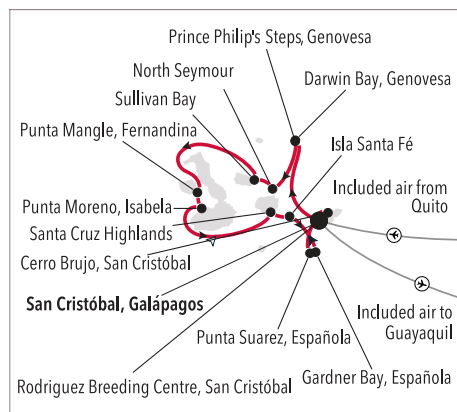 Prince Philip's Steps, Genovesa
North Seymour
Darwin Bay, Genovesa
Sullivan Bay
Punta Mangle, Fernandina
Isla Santa Fé
Included air from
Quito
Punta Moreno, Isabela
Santa Cruz Highlands
Cerro Brujo, San Cristóbal
San Cristóbal, Galápagos
Included air to
Guayaquil
Punta Suarez, Española
Gardner Bay, Española
Rodriguez Breeding Centre, San Cristóbal